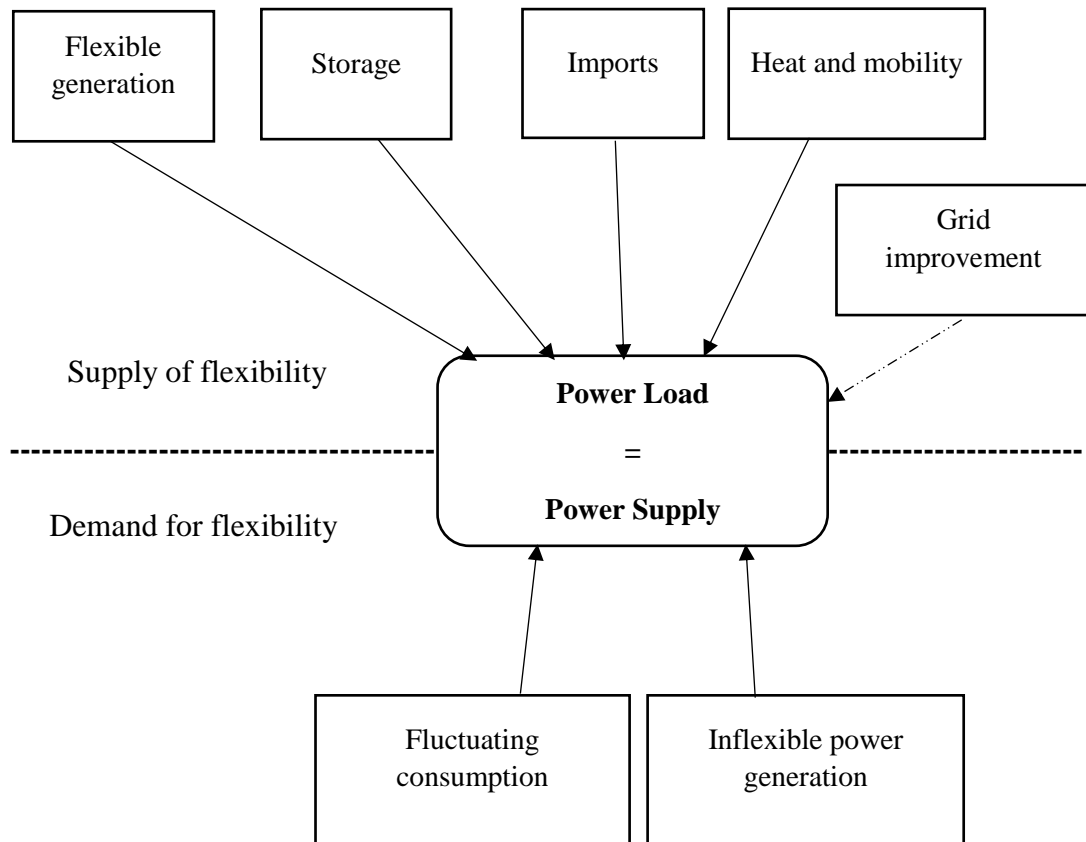 Flexible
generation
Storage
Imports
Heat and mobility
Grid
improvement
Supply of flexibility
Power Load
=
Power Supply
Demand for flexibility
Fluctuating
consumption
Inflexible power
generation